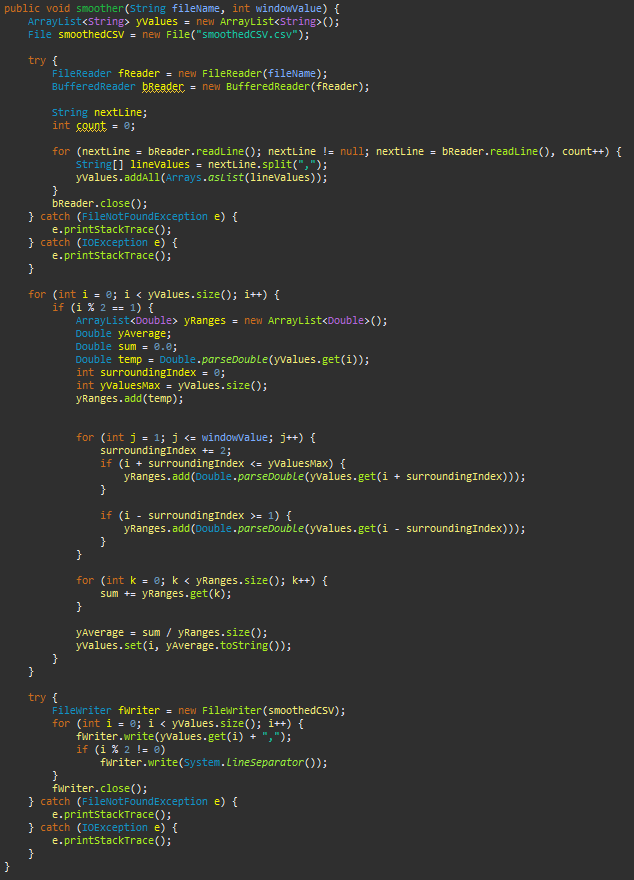 public void smoother(String fileName, int windowValue) {
    ArrayList<String> yValues = new ArrayList<String>();
    File smoothedCSV = new File("smoothedCSV.csv");

    try {
        FileReader fReader = new FileReader(fileName);
        BufferedReader bReader = new BufferedReader(fReader);

        String nextLine;
        int count = 0;

        for (nextLine = bReader.readLine(); nextLine != null; nextLine = bReader.readLine(), count++) {
            String[] lineValues = nextLine.split(",");
            yValues.addAll(Arrays.asList(lineValues));
        }
        bReader.close();
    } catch (FileNotFoundException e) {
        e.printStackTrace();
    } catch (IOException e) {
        e.printStackTrace();
    }

    for (int i = 0; i < yValues.size(); i++) {
        if (i % 2 == 1) {
            ArrayList<Double> yRanges = new ArrayList<Double>();
            Double yAverage;
            Double sum = 0.0;
            Double temp = Double.parseDouble(yValues.get(i));
            int surroundingIndex = 0;
            int yValuesMax = yValues.size();
            yRanges.add(temp);


            for (int j = 1; j <= windowValue; j++) {
                surroundingIndex += 2;
                if (i + surroundingIndex <= yValuesMax) {
                    yRanges.add(Double.parseDouble(yValues.get(i + surroundingIndex)));
                }

                if (i - surroundingIndex >= 1) {
                    yRanges.add(Double.parseDouble(yValues.get(i - surroundingIndex)));
                }
            }

            for (int k = 0; k < yRanges.size(); k++) {
                sum += yRanges.get(k);
            }

            yAverage = sum / yRanges.size();
            yValues.set(i, yAverage.toString());
        }
    }

    try {
        FileWriter fWriter = new FileWriter(smoothedCSV);
        for (int i = 0; i < yValues.size(); i++) {
            fWriter.write(yValues.get(i) + ",");
            if (i % 2 != 0)
                fWriter.write(System.lineSeparator());
        }
        fWriter.close();
    } catch (FileNotFoundException e) {
        e.printStackTrace();
    } catch (IOException e) {
        e.printStackTrace();
    }
}